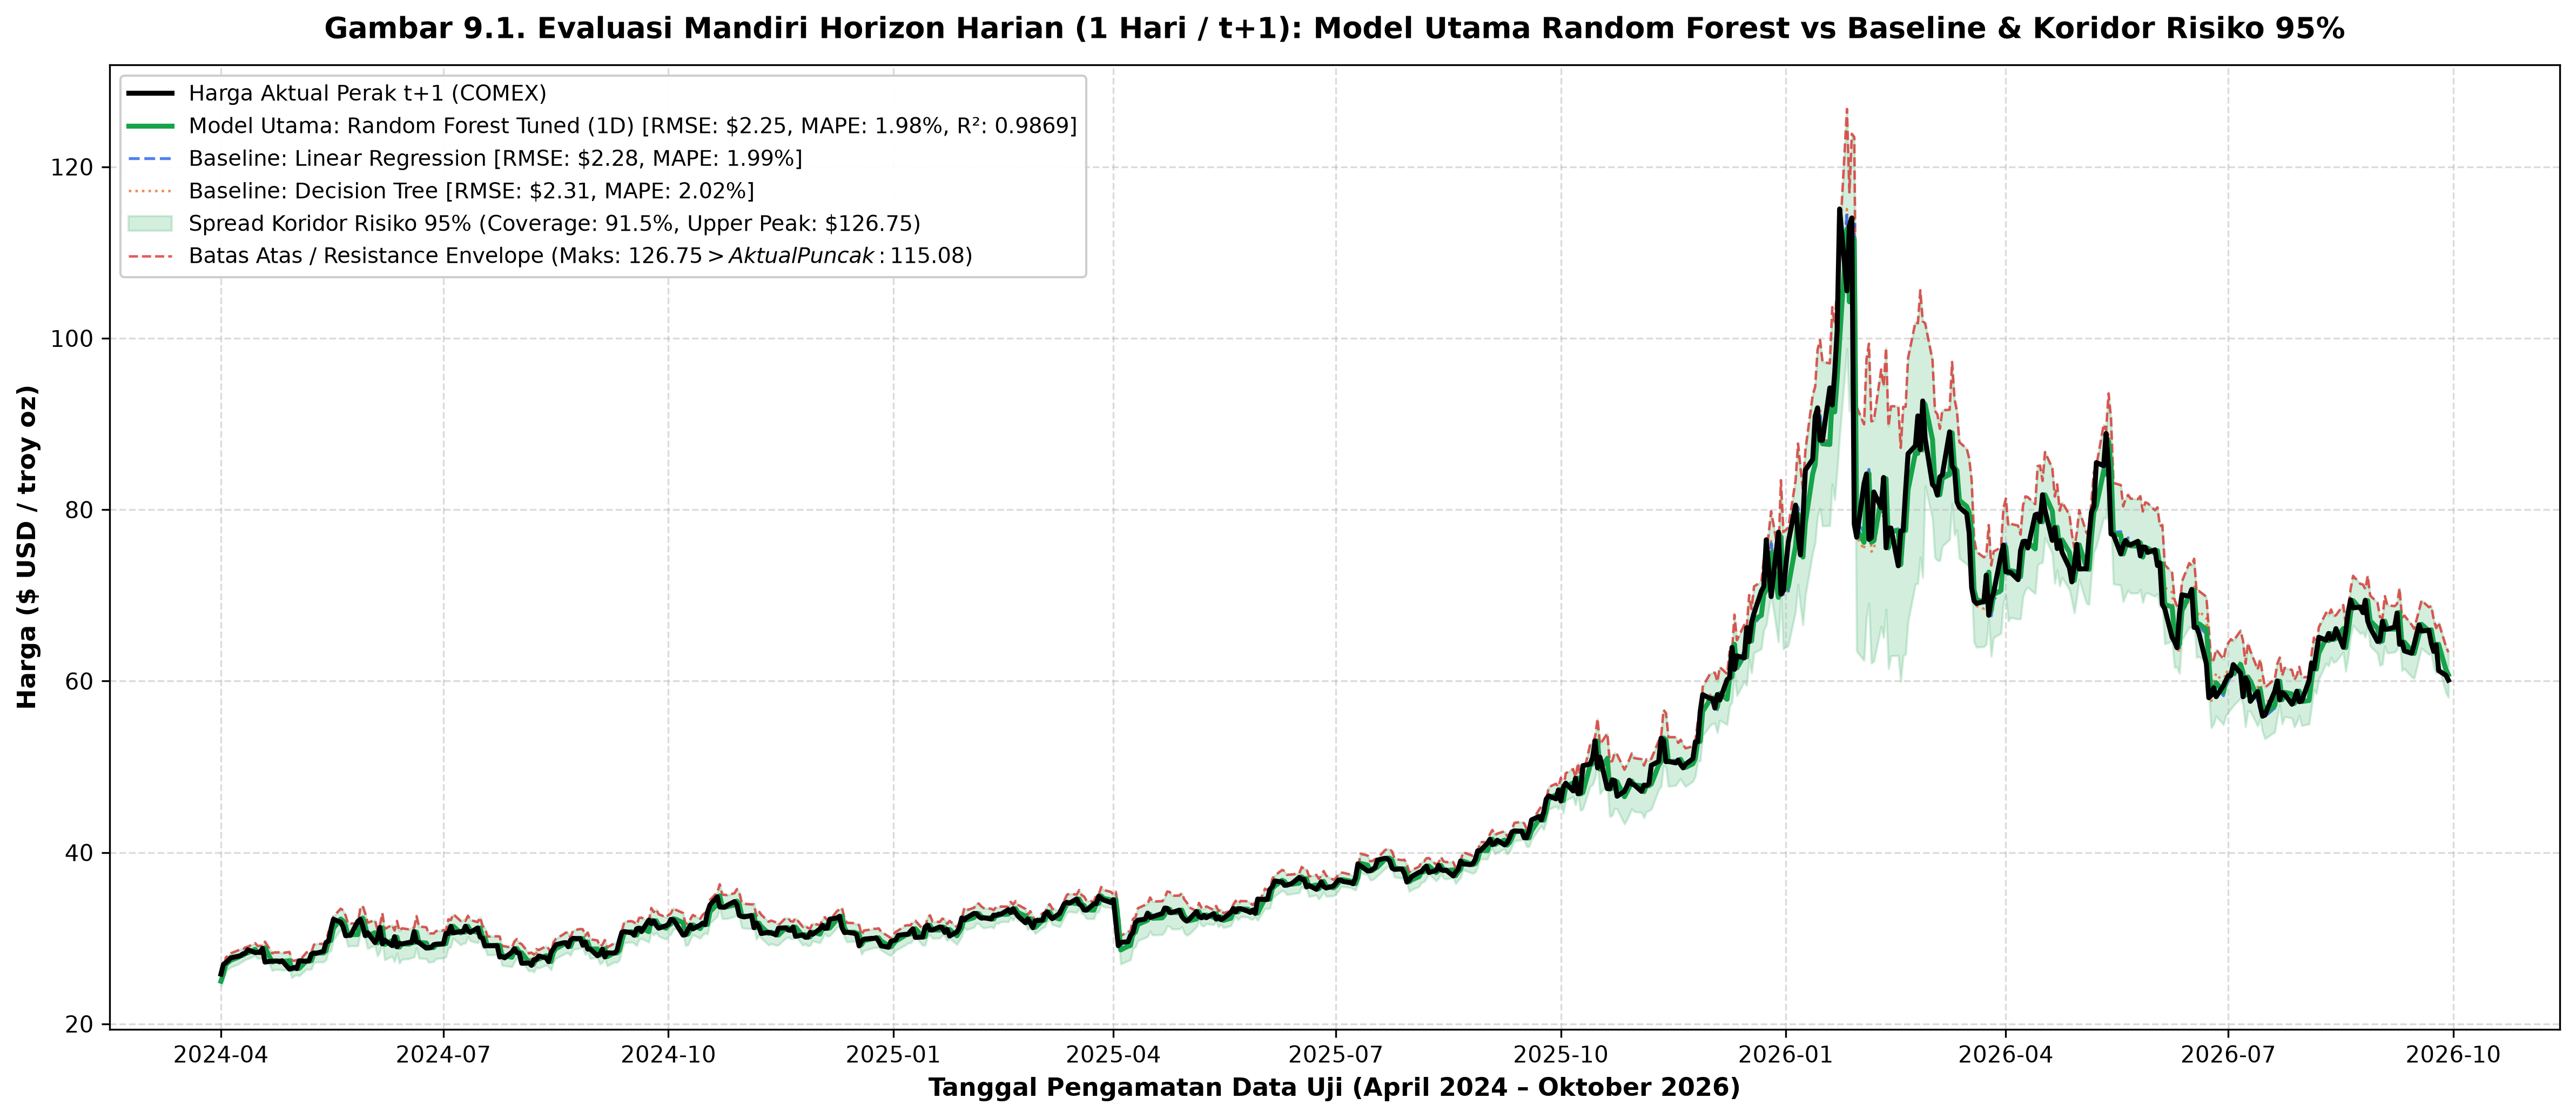 Gambar 9.1. Evaluasi Mandiri Horizon Harian (1 Hari / t+1): Model Utama Random Forest vs Baseline & Koridor Risiko 95%
Harga Aktual Perak t+1 (COMEX)
Model Utama: Random Forest Tuned (1D) [RMSE: $2.25, MAPE: 1.98%, R²: 0.9869]
Baseline: Linear Regression [RMSE: $2.28, MAPE: 1.99%]
Baseline: Decision Tree [RMSE: $2.31, MAPE: 2.02%]
Spread Koridor Risiko 95% (Coverage: 91.5%, Upper Peak: $126.75)
Batas Atas / Resistance Envelope (Maks: 126.75 > AktualPuncak : 115.08)
Harga ($ USD / troy oz)
120
100
80
60
40
20
2024-04 2024-07 2024-10 2025-01 2025-04 2025-07 2025-10 2026-01 2026-04 2026-07 2026-10
Tanggal Pengamatan Data Uji (April 2024 – Oktober 2026)